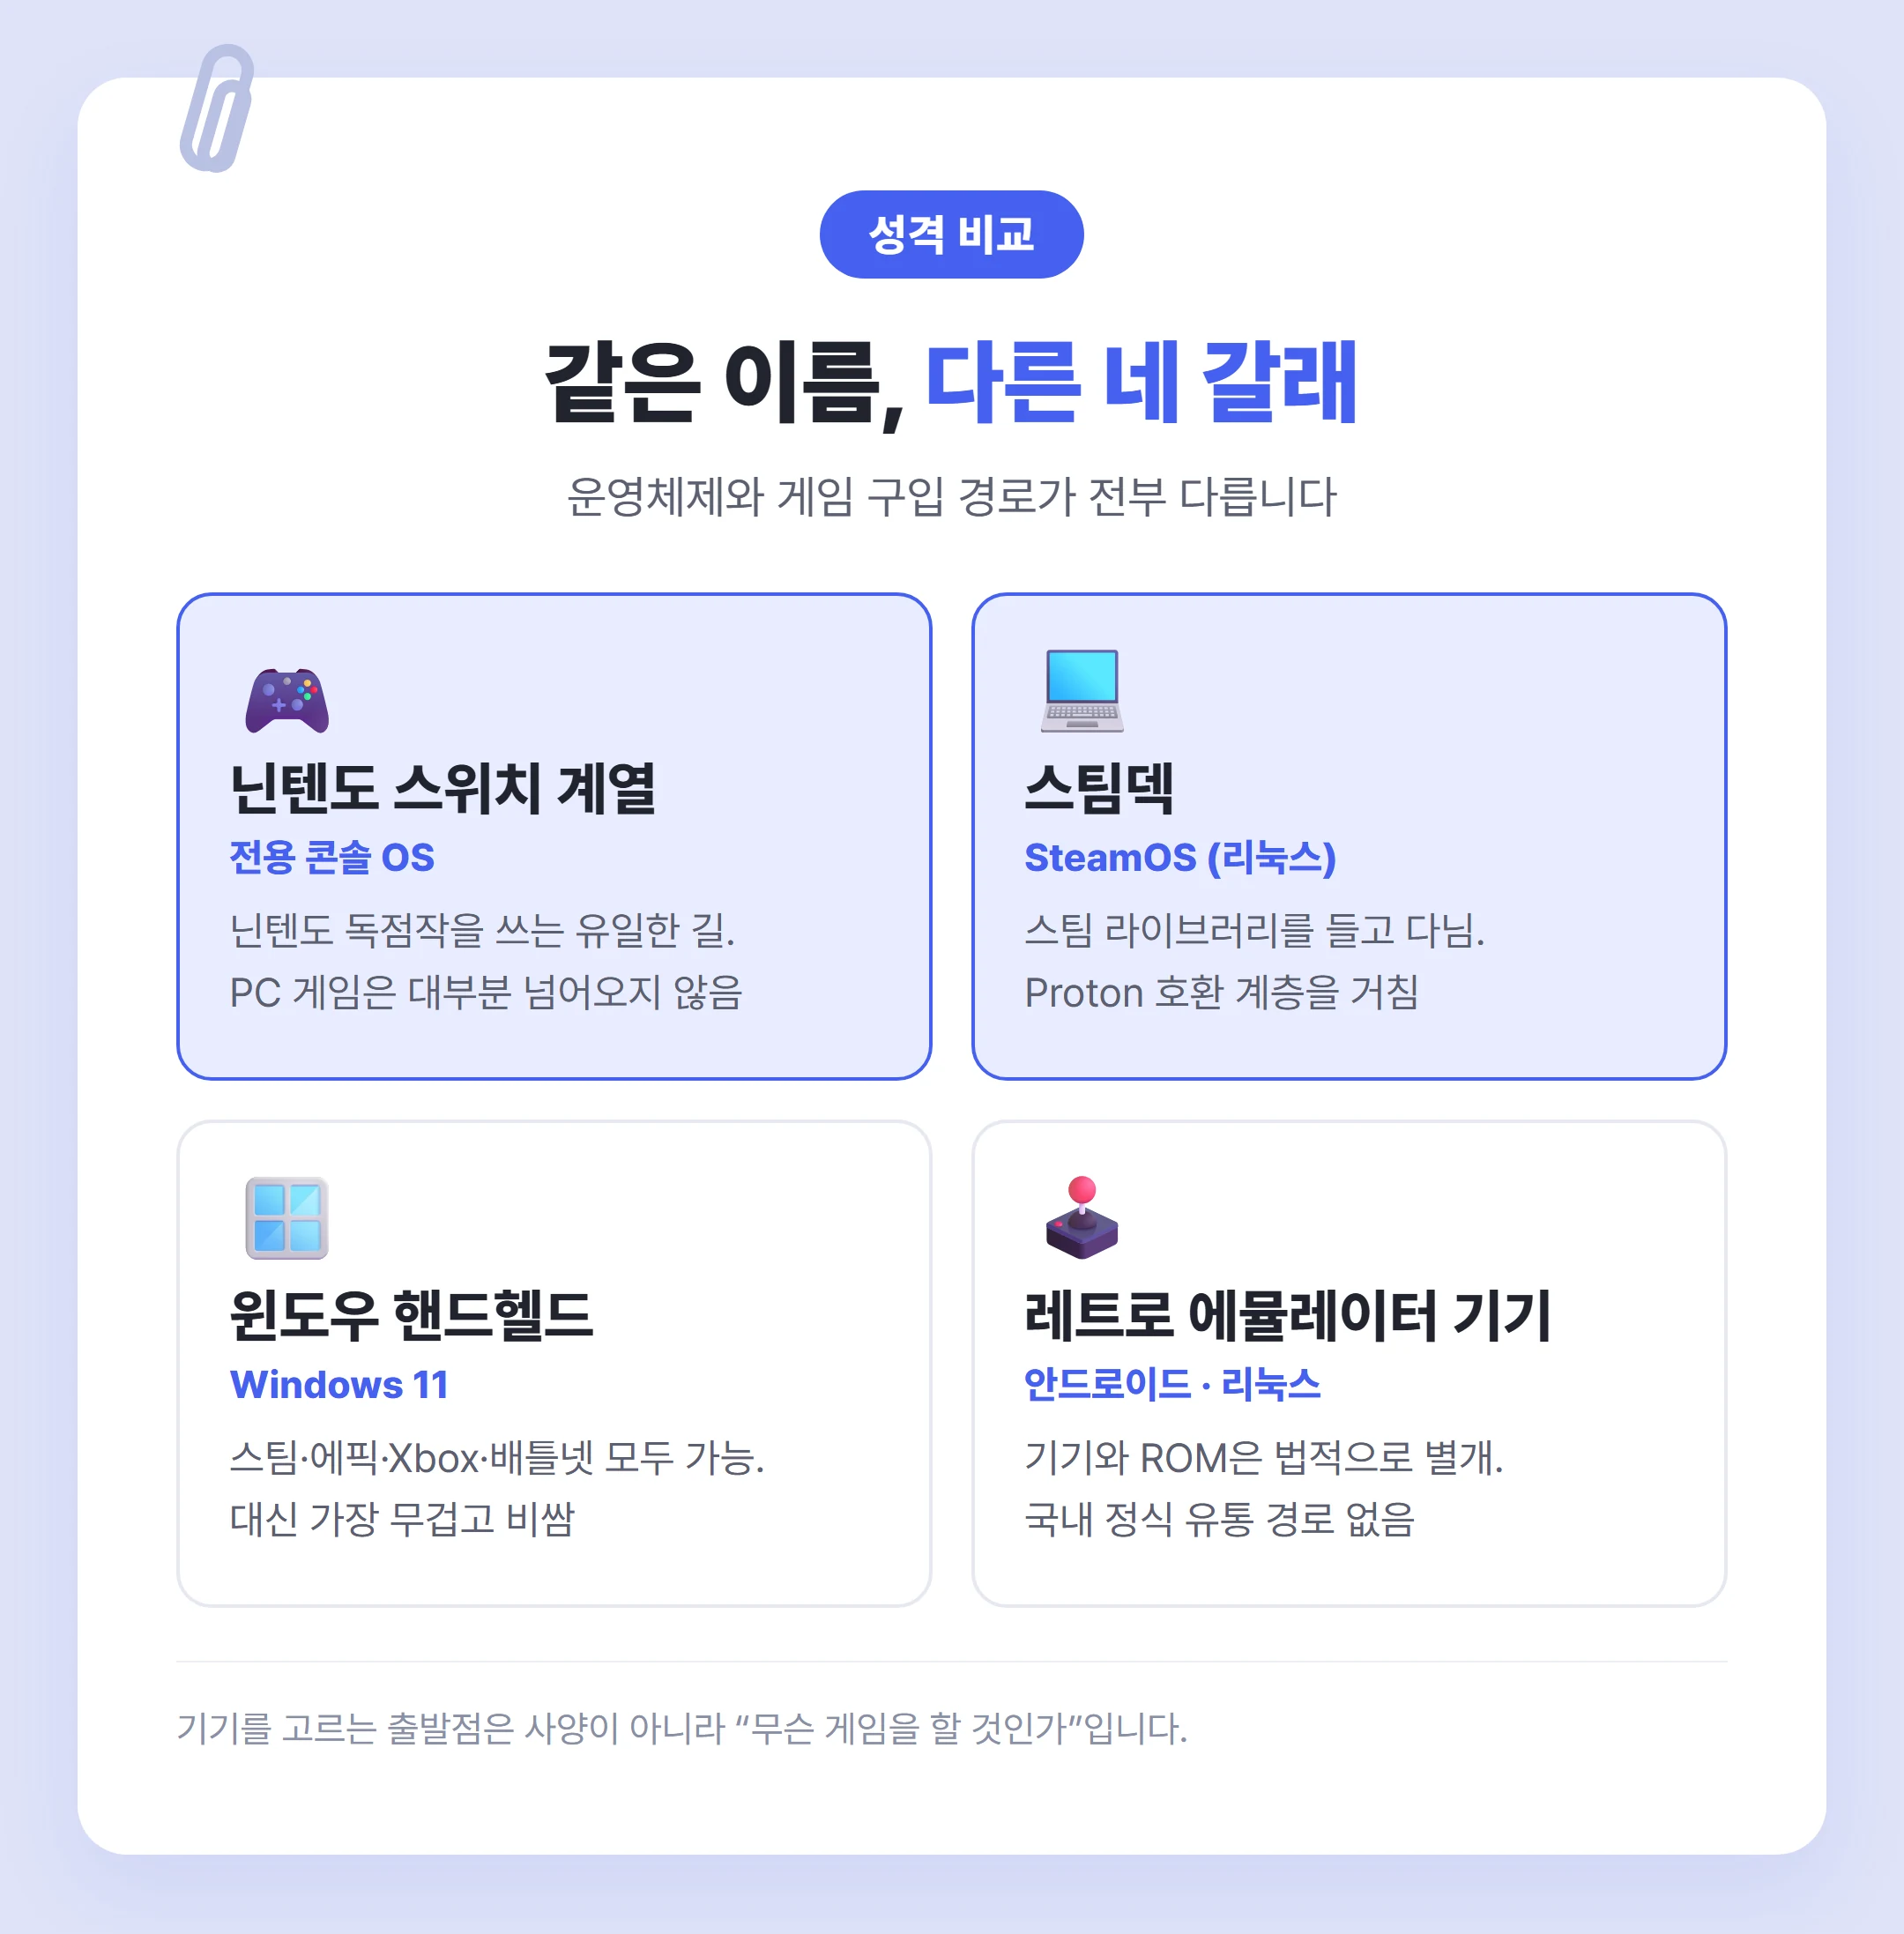 성격 비교
같은 이름, 다른 네 갈래
운영체제와 게임 구입 경로가 전부 다릅니다
닌텐도 스위치 계열
전용 콘솔 OS
닌텐도 독점작을 쓰는 유일한 길.
PC 게임은 대부분 넘어오지 않음
스팀덱
SteamOS (리눅스)
스팀 라이브러리를 들고 다님.
Proton 호환 계층을 거침
윈도우 핸드헬드
Windows 11
스팀·에픽·Xbox·배틀넷 모두 가능.
대신 가장 무겁고 비쌈
레트로 에뮬레이터 기기
안드로이드 · 리눅스
기기와 ROM은 법적으로 별개.
국내 정식 유통 경로 없음
기기를 고르는 출발점은 사양이 아니라 “무슨 게임을 할 것인가”입니다.